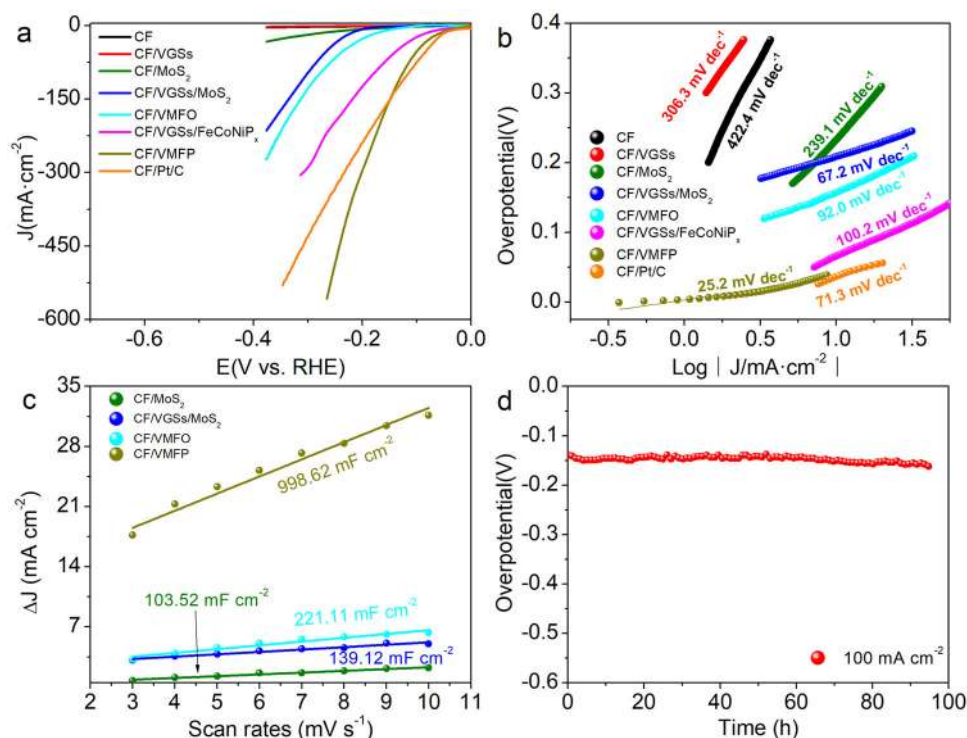 a
0
-150
-300
-450
-600
J(mA·cm⁻²)
CF
CF/VGSs
CF/MoS₂
CF/VGSs/MoS₂
CF/VMFO
CF/VGSs/FeCoNiPₓ
CF/VMFP
CF/Pt/C
-0.6 -0.4 -0.2 0.0
E(V vs. RHE)
b
0.4
0.3
0.2
0.1
0.0
Overpotential(V)
306.3 mV dec⁻¹
422.4 mV dec⁻¹
239.1 mV dec⁻¹
67.2 mV dec⁻¹
92.0 mV dec⁻¹
100.2 mV dec⁻¹
25.2 mV dec⁻¹
71.3 mV dec⁻¹
CF
CF/VGSs
CF/MoS₂
CF/VGSs/MoS₂
CF/VMFO
CF/VGSs/FeCoNiPₓ
CF/VMFP
CF/Pt/C
-0.5 0.0 0.5 1.0 1.5
Log | J/mA·cm⁻² |
c
35
28
21
14
7
ΔJ (mA cm⁻²)
CF/MoS₂
CF/VGSs/MoS₂
CF/VMFO
CF/VMFP
998.62 mF cm⁻²
103.52 mF cm⁻²
221.11 mF cm⁻²
139.12 mF cm⁻²
2 3 4 5 6 7 8 9 10 11
Scan rates (mV s⁻¹)
d
0.0
-0.1
-0.2
-0.3
-0.4
-0.5
-0.6
Overpotential(V)
100 mA cm⁻²
0 20 40 60 80 100
Time (h)